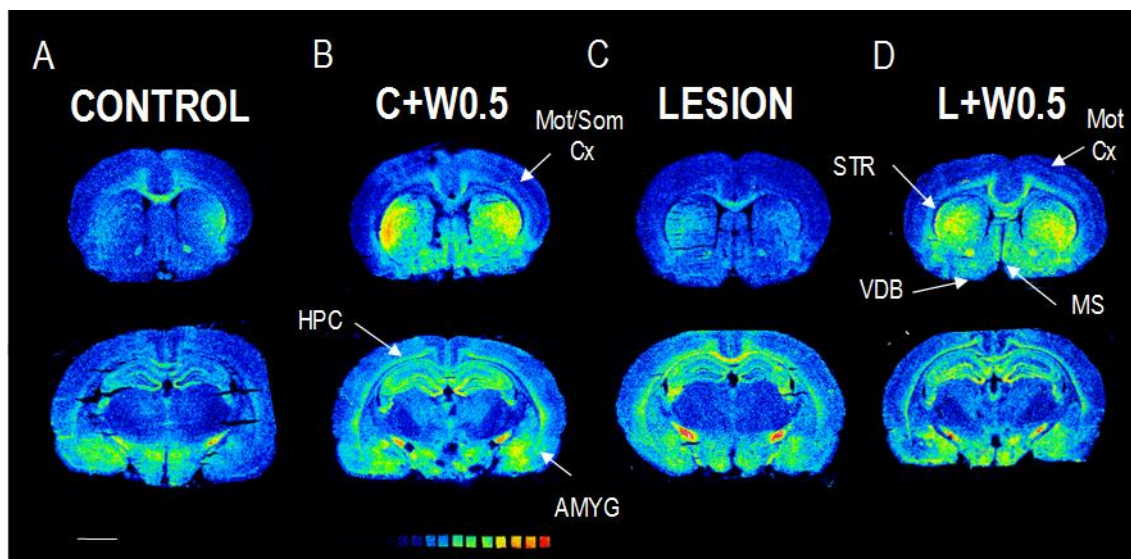 A
CONTROL
B
C+W0.5
Mot/Som
Cx
C
LESION
D
L+W0.5
Mot
Cx
STR
VDB
MS
HPC
AMYG